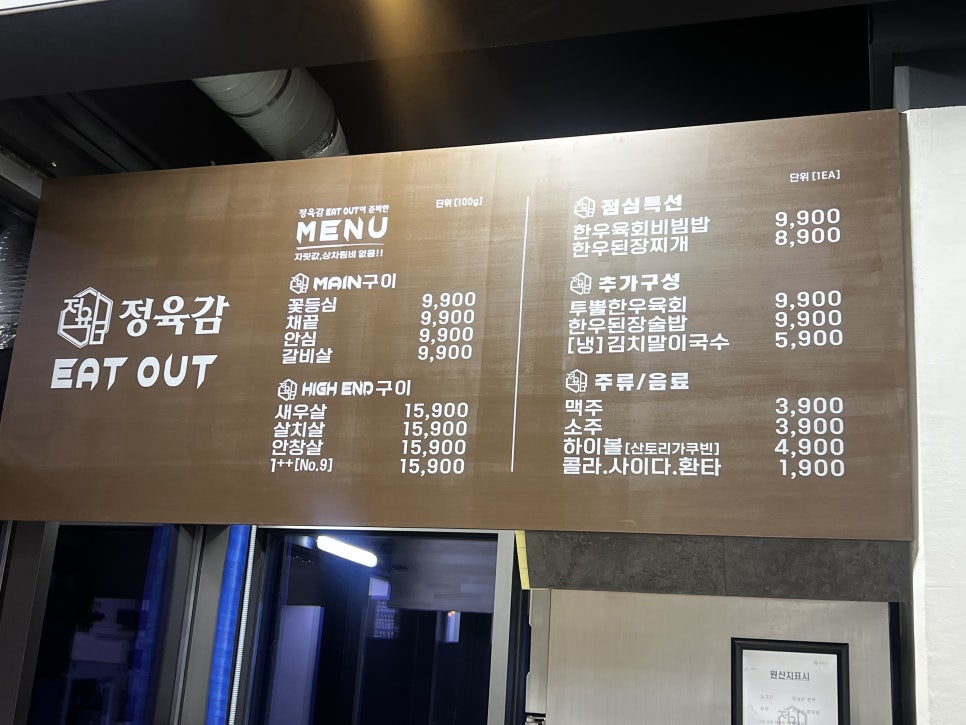 정육
정육감
EAT OUT
정육감 EAT OUT이 준비한
MENU
자릿값,상차림비 없음!!
단위 [100g]
MAIN구이
꽃등심 9,900
채끝 9,900
안심 9,900
갈비살 9,900
HIGH END구이
새우살 15,900
살치살 15,900
안창살 15,900
1++[No.9] 15,900
단위 [1EA]
점심특선
한우육회비빔밥 9,900
한우된장찌개 8,900
추가구성
투뿔한우육회 9,900
한우된장술밥 9,900
[냉]김치말이국수 5,900
주류/음료
맥주 3,900
소주 3,900
하이볼[산토리가쿠빈] 4,900
콜라.사이다.환타 1,900
원산지표시